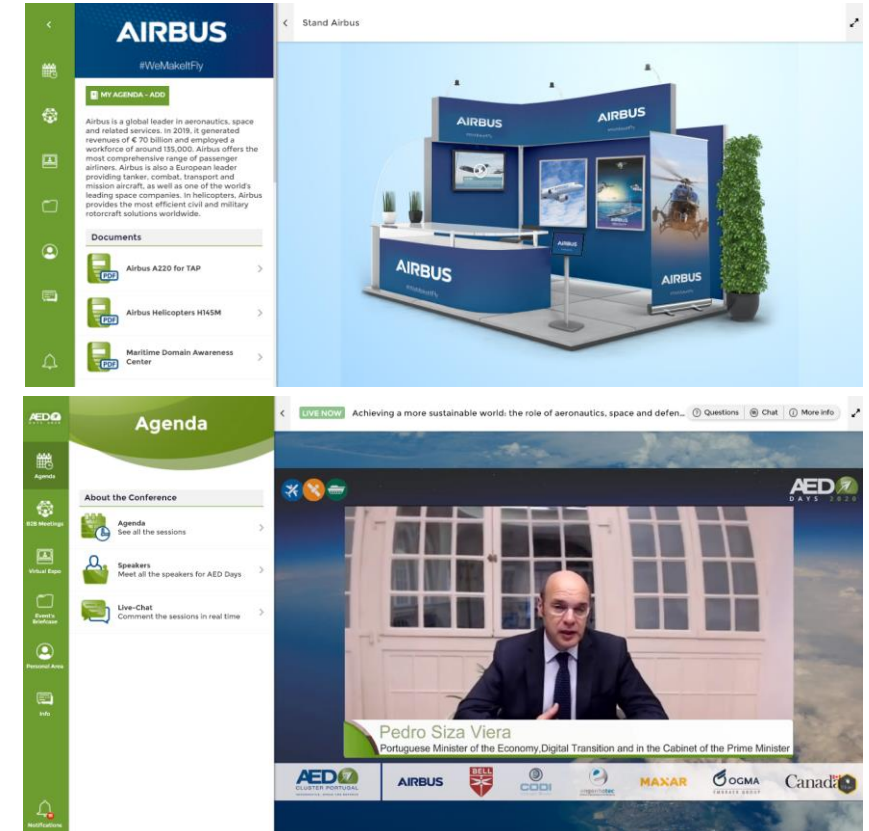 AIRBUS
#WeMakeItFly
MY AGENDA - ADD
Airbus is a global leader in aeronautics, space
and related services. In 2019, it generated
revenues of € 70 billion and employed a
workforce of around 135,000. Airbus offers the
most comprehensive range of passenger
airliners. Airbus is also a European leader
providing tanker, combat, transport and
mission aircraft, as well as one of the world's
leading space companies. In helicopters, Airbus
provides the most efficient civil and military
rotorcraft solutions worldwide.
Documents
PDF
Airbus A220 for TAP
PDF
Airbus Helicopters H145M
PDF
Maritime Domain Awareness
Center
Stand Airbus
AIRBUS
AIRBUS
AIRBUS
AIRBUS
AIRBUS
AIRBUS
AED
DAYS 2020
Agenda
B2B Meetings
Virtual Expo
Event's
Briefcase
Personal Area
Info
Notifications
Agenda
About the Conference
Agenda
See all the sessions
Speakers
Meet all the speakers for AED Days
Live-Chat
Comment the sessions in real time
LIVE NOW
Achieving a more sustainable world: the role of aeronautics, space and defen...
Questions
Chat
More info
AED
DAYS 2020
Pedro Siza Viera
Portuguese Minister of the Economy,Digital Transition and in the Cabinet of the Prime Minister
AED
CLUSTER PORTUGAL
AIRBUS
BELL
CODI
MAXAR
OGMA
Canada